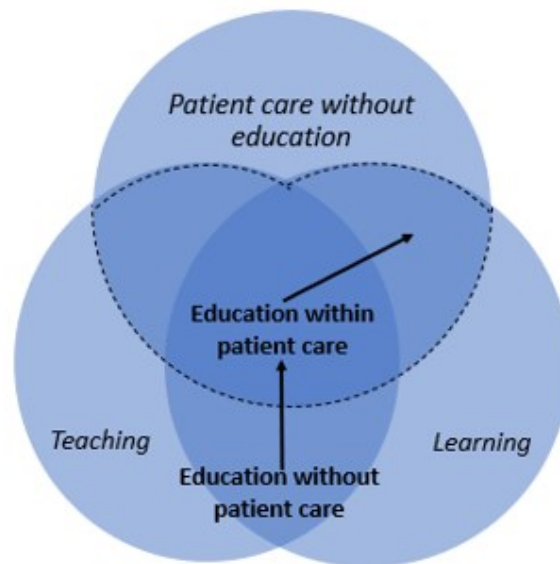 Patient care without
education
Education within
patient care
Teaching
Learning
Education without
patient care